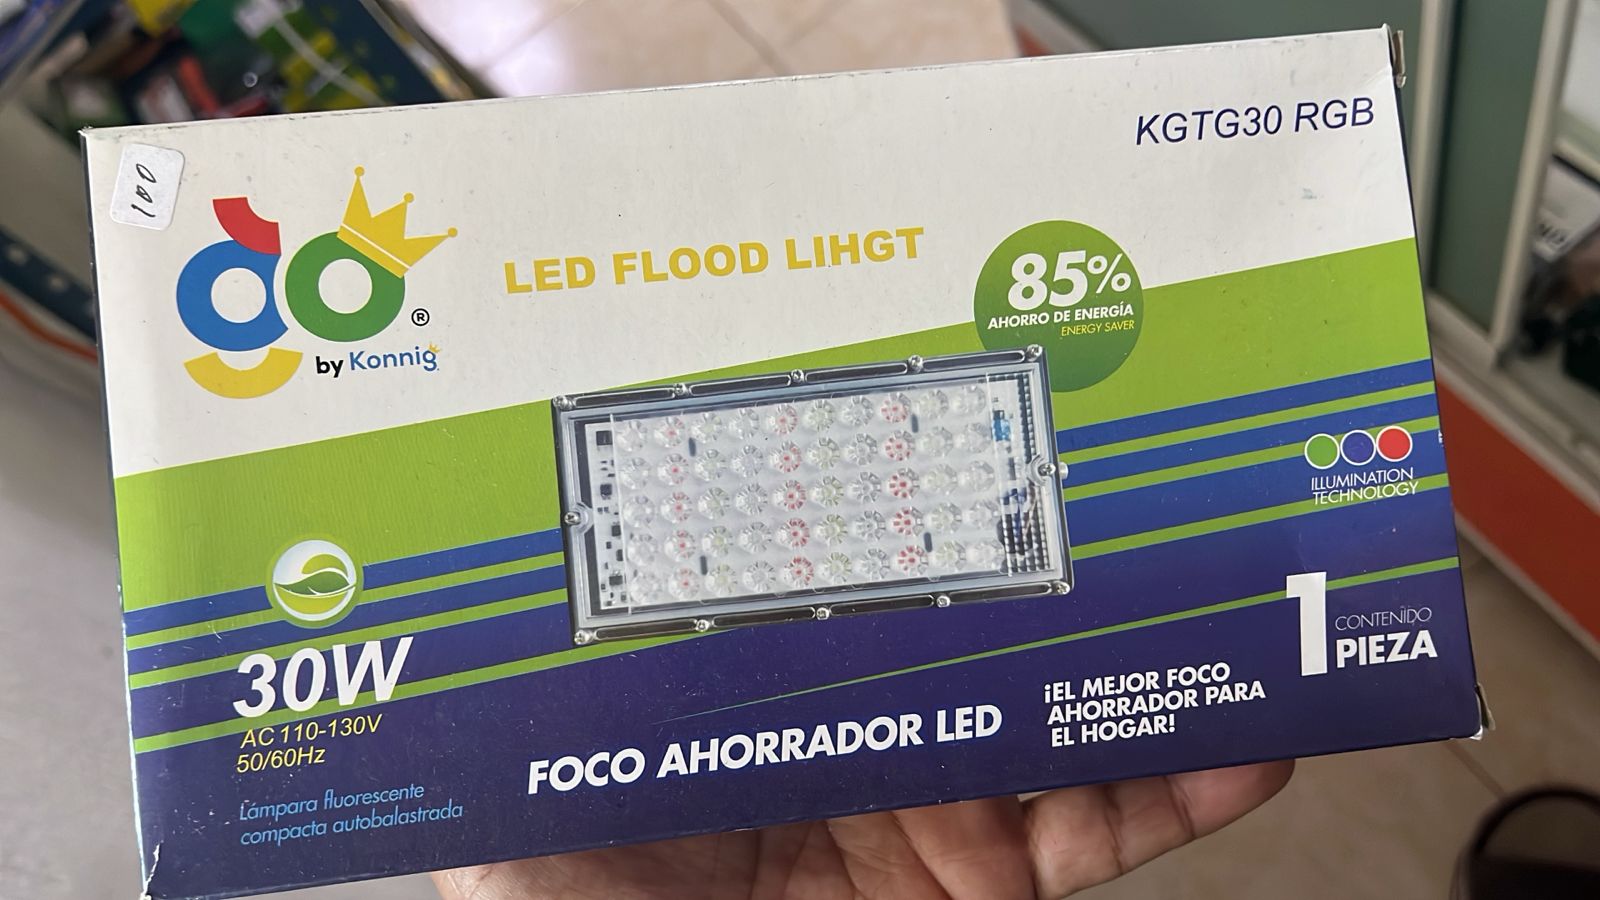 100
KGTG30 RGB
go
®
by Konnig
LED FLOOD LIHGT
85%
AHORRO DE ENERGÍA
ENERGY SAVER
ILLUMINATION
TECHNOLOGY
30W
AC 110-130V
50/60Hz
Lámpara fluorescente
compacta autobalastrada
FOCO AHORRADOR LED
¡EL MEJOR FOCO
AHORRADOR PARA
EL HOGAR!
1
CONTENIDO
PIEZA